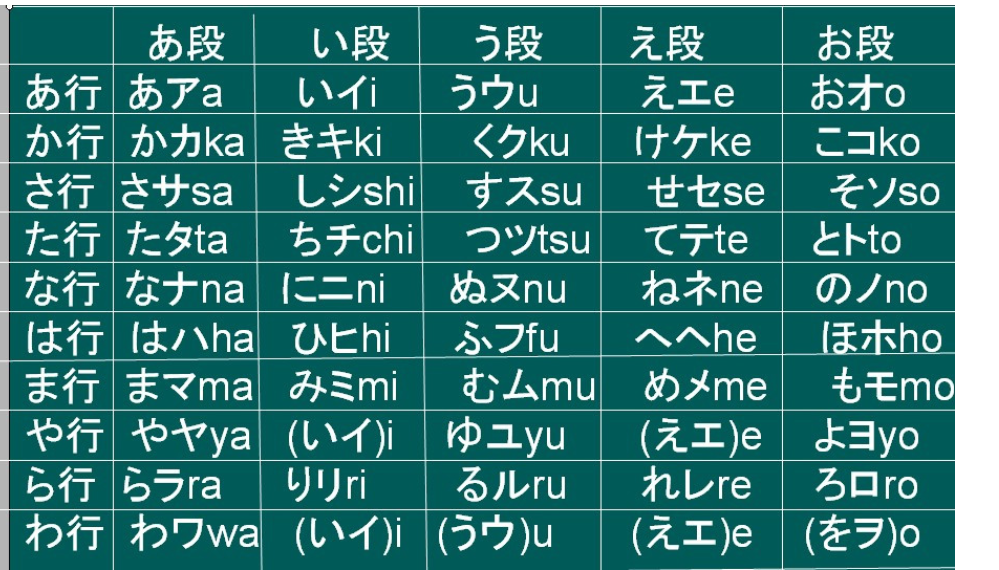 あ段 い段 う段 え段 お段
あ行 あアa いイi うウu えエe おオo
か行 かカka きキki くクku けケke こコko
さ行 さサsa しシshi すスsu せセse そソso
た行 たタta ちチchi つツtsu てテte とトto
な行 なナna にニni ぬヌnu ねネne のノno
は行 はハha ひヒhi ふフfu へヘhe ほホho
ま行 まマma みミmi むムmu めメme もモmo
や行 やヤya (いイ)i ゆユyu (えエ)e よヨyo
ら行 らラra りリri るルru れレre ろロro
わ行 わワwa (いイ)i (うウ)u (えエ)e (をヲ)o